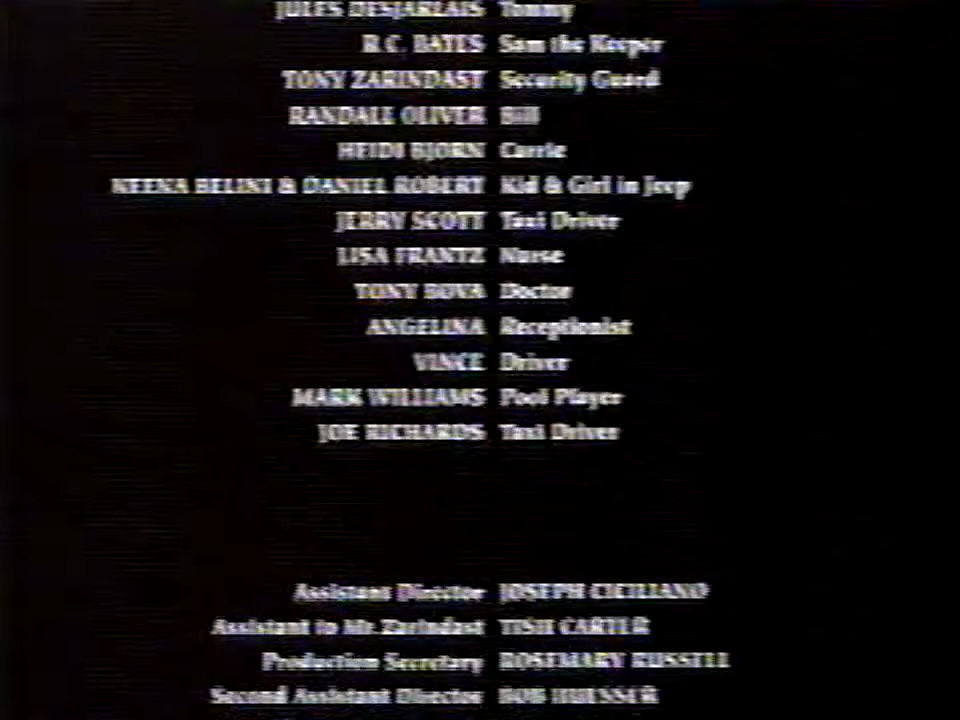 JULES DESJARLAIS Tommy
R.C. BATES Sam the Keeper
TONY ZARINDAST Security Guard
RANDALL OLIVER Bill
HEIDI BJORN Carrie
NEENA BELINI & DANIEL ROBERT Kid & Girl in Jeep
JERRY SCOTT Taxi Driver
LISA FRANTZ Nurse
TONY BOVA Doctor
ANGELINA Receptionist
VINCE Driver
MARK WILLIAMS Pool Player
JOE RICHARDS Taxi Driver
Assistant Director JOSEPH CICILIANO
Assistant to Mr. Zarindast TISH CARTER
Production Secretary ROSEMARY RUSSELL
Second Assistant Director BOB